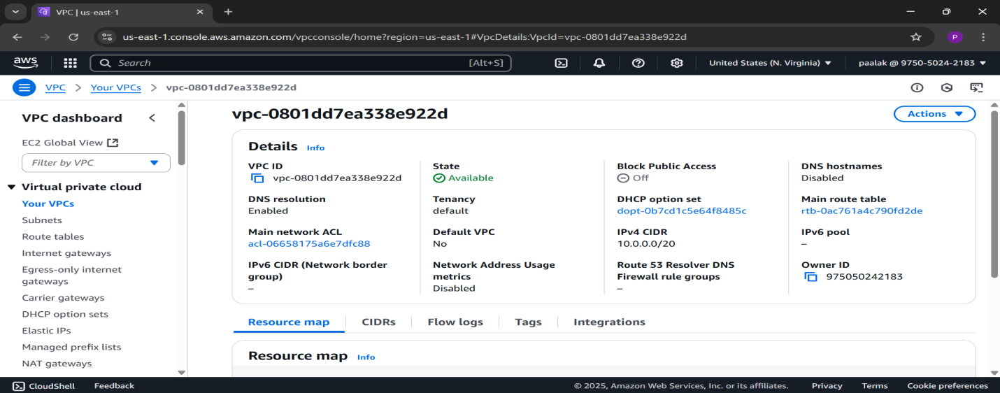 VPC | us-east-1
us-east-1.console.aws.amazon.com/vpcconsole/home?region=us-east-1#VpcDetails:VpcId=vpc-0801dd7ea338e922d
P
aws
Search
[Alt+S]
United States (N. Virginia)
paalak @ 9750-5024-2183
VPC > Your VPCs > vpc-0801dd7ea338e922d
VPC dashboard
EC2 Global View
Filter by VPC
Virtual private cloud
Your VPCs
Subnets
Route tables
Internet gateways
Egress-only internet
gateways
Carrier gateways
DHCP option sets
Elastic IPs
Managed prefix lists
NAT gateways
vpc-0801dd7ea338e922d
Actions
Details Info
VPC ID
vpc-0801dd7ea338e922d
State
Available
Block Public Access
Off
DNS hostnames
Disabled
DNS resolution
Enabled
Tenancy
default
DHCP option set
dopt-0b7cd1c5e64f8485c
Main route table
rtb-0ac761a4c790fd2de
Main network ACL
acl-06658175a6e7dfc88
Default VPC
No
IPv4 CIDR
10.0.0.0/20
IPv6 pool
–
IPv6 CIDR (Network border
group)
–
Network Address Usage
metrics
Disabled
Route 53 Resolver DNS
Firewall rule groups
–
Owner ID
975050242183
Resource map
CIDRs
Flow logs
Tags
Integrations
Resource map Info
CloudShell
Feedback
© 2025, Amazon Web Services, Inc. or its affiliates.
Privacy
Terms
Cookie preferences